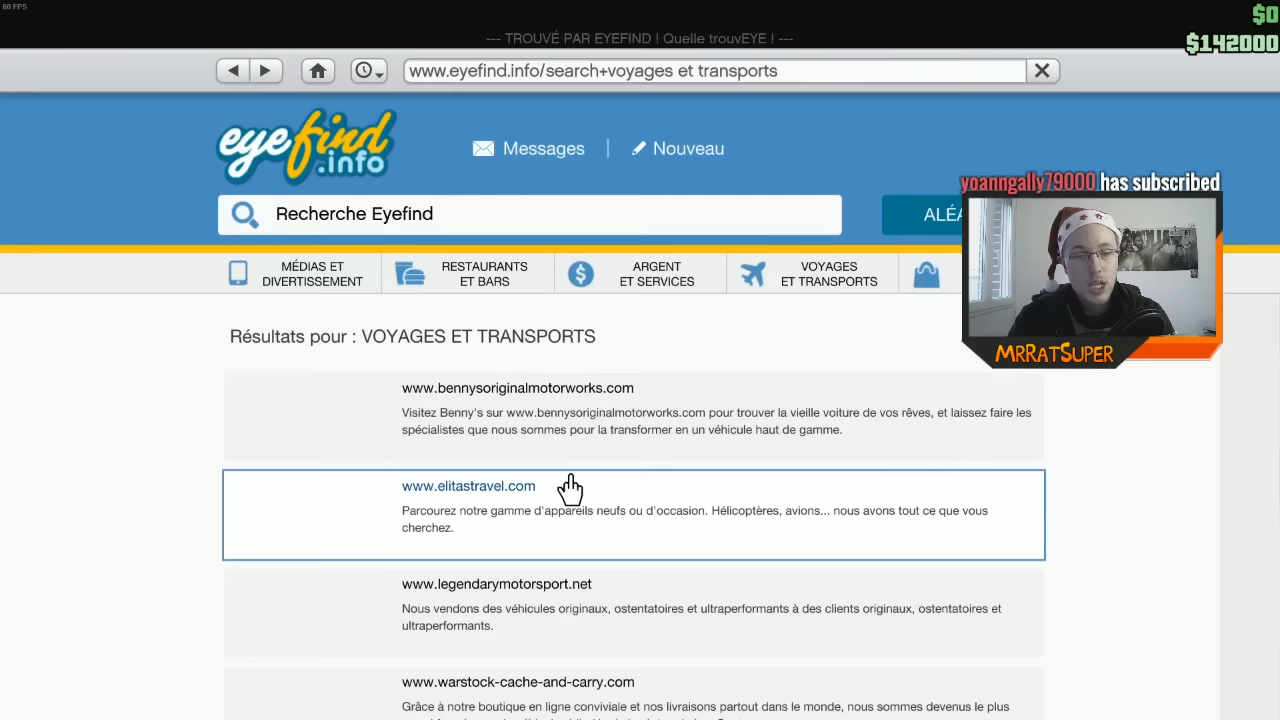 60 FPS
$0
--- TROUVÉ PAR EYEFIND ! Quelle trouvEYE ! ---
$142000
www.eyefind.info/search+voyages et transports
eyefind.info
Messages
Nouveau
yoanngally79000 has subscribed
Recherche Eyefind
MÉDIAS ET
DIVERTISSEMENT
RESTAURANTS
ET BARS
ARGENT
ET SERVICES
VOYAGES
ET TRANSPORTS
MrRatSuper
Résultats pour : VOYAGES ET TRANSPORTS
www.bennysoriginalmotorworks.com
Visitez Benny's sur www.bennysoriginalmotorworks.com pour trouver la vieille voiture de vos rêves, et laissez faire les
spécialistes que nous sommes pour la transformer en un véhicule haut de gamme.
www.elitastravel.com
Parcourez notre gamme d'appareils neufs ou d'occasion. Hélicoptères, avions... nous avons tout ce que vous
cherchez.
www.legendarymotorsport.net
Nous vendons des véhicules originaux, ostentatoires et ultraperformants à des clients originaux, ostentatoires et
ultraperformants.
www.warstock-cache-and-carry.com
Grâce à notre boutique en ligne conviviale et nos livraisons partout dans le monde, nous sommes devenus le plus